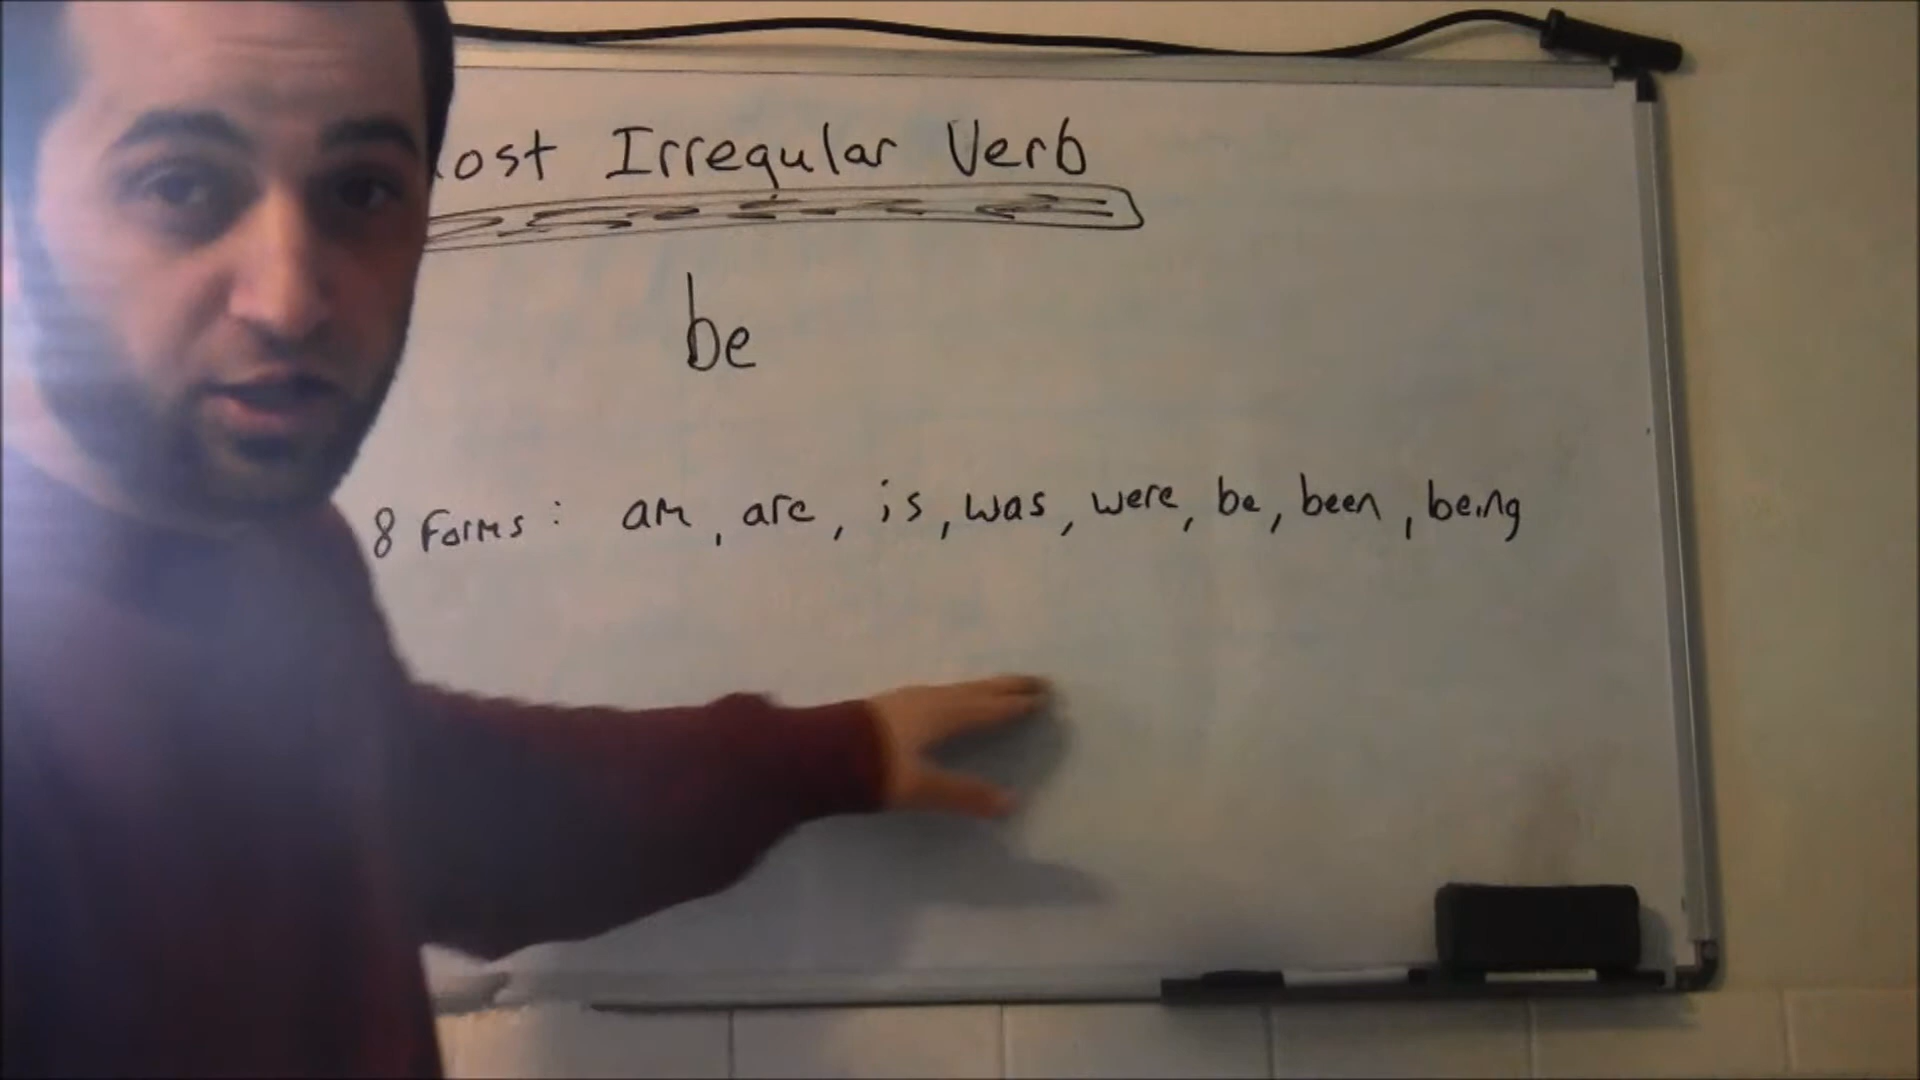 ost Irregular Verb
be
8 Forms: am, are, is, was, were, be, been, being